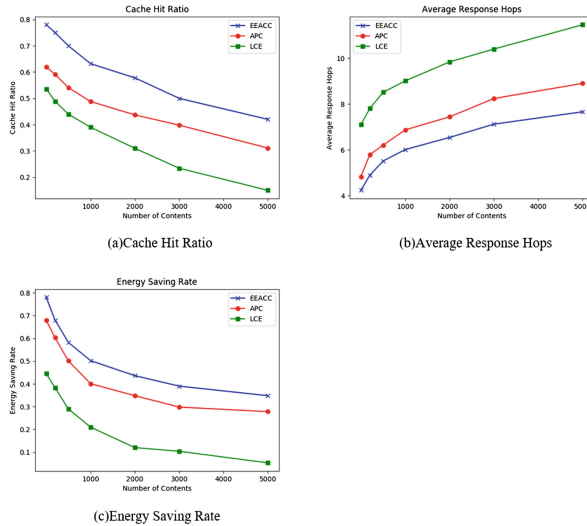 Cache Hit Ratio
EEACC
APC
LCE
Cache Hit Ratio
0.8
0.7
0.6
0.5
0.4
0.3
0.2
1000 2000 3000 4000 5000
Number of Contents
(a)Cache Hit Ratio
Average Response Hops
EEACC
APC
LCE
Average Response Hops
10
8
6
4
0 1000 2000 3000 4000 5000
Number of Contents
(b)Average Response Hops
Energy Saving Rate
EEACC
APC
LCE
Energy Saving Rate
0.8
0.7
0.6
0.5
0.4
0.3
0.2
0.1
1000 2000 3000 4000 5000
Number of Contents
(c)Energy Saving Rate